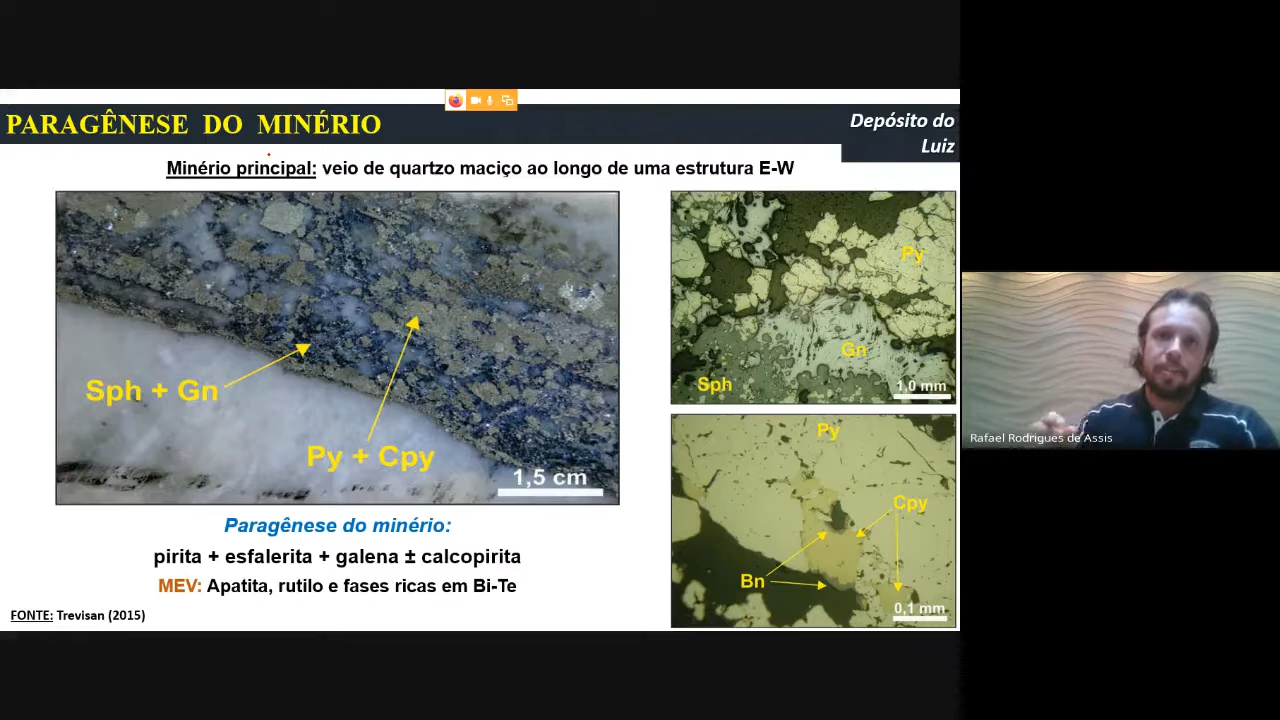 PARAGÊNESE DO MINÉRIO
Depósito do
Luiz
Minério principal: veio de quartzo maciço ao longo de uma estrutura E-W
Sph + Gn
Py + Cpy
1,5 cm
Py
Gn
Sph
1,0 mm
Py
Cpy
Bn
0,1 mm
Paragênese do minério:
pirita + esfalerita + galena ± calcopirita
MEV: Apatita, rutilo e fases ricas em Bi-Te
FONTE: Trevisan (2015)
Rafael Rodrigues de Assis